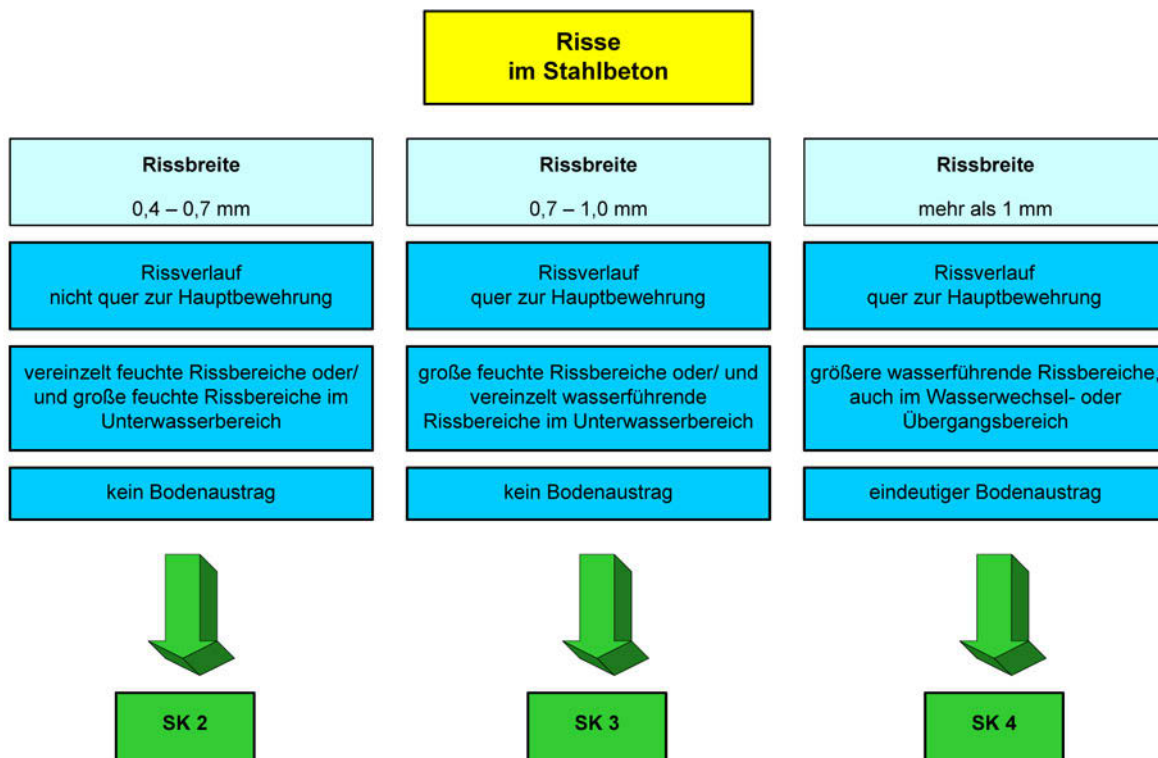 Risse
im Stahlbeton
Rissbreite
0,4 – 0,7 mm
Rissverlauf
nicht quer zur Hauptbewehrung
vereinzelt feuchte Rissbereiche oder/
und große feuchte Rissbereiche im
Unterwasserbereich
kein Bodenaustrag
SK 2
Rissbreite
0,7 – 1,0 mm
Rissverlauf
quer zur Hauptbewehrung
große feuchte Rissbereiche oder/ und
vereinzelt wasserführende
Rissbereiche im Unterwasserbereich
kein Bodenaustrag
SK 3
Rissbreite
mehr als 1 mm
Rissverlauf
quer zur Hauptbewehrung
größere wasserführende Rissbereiche,
auch im Wasserwechsel- oder
Übergangsbereich
eindeutiger Bodenaustrag
SK 4